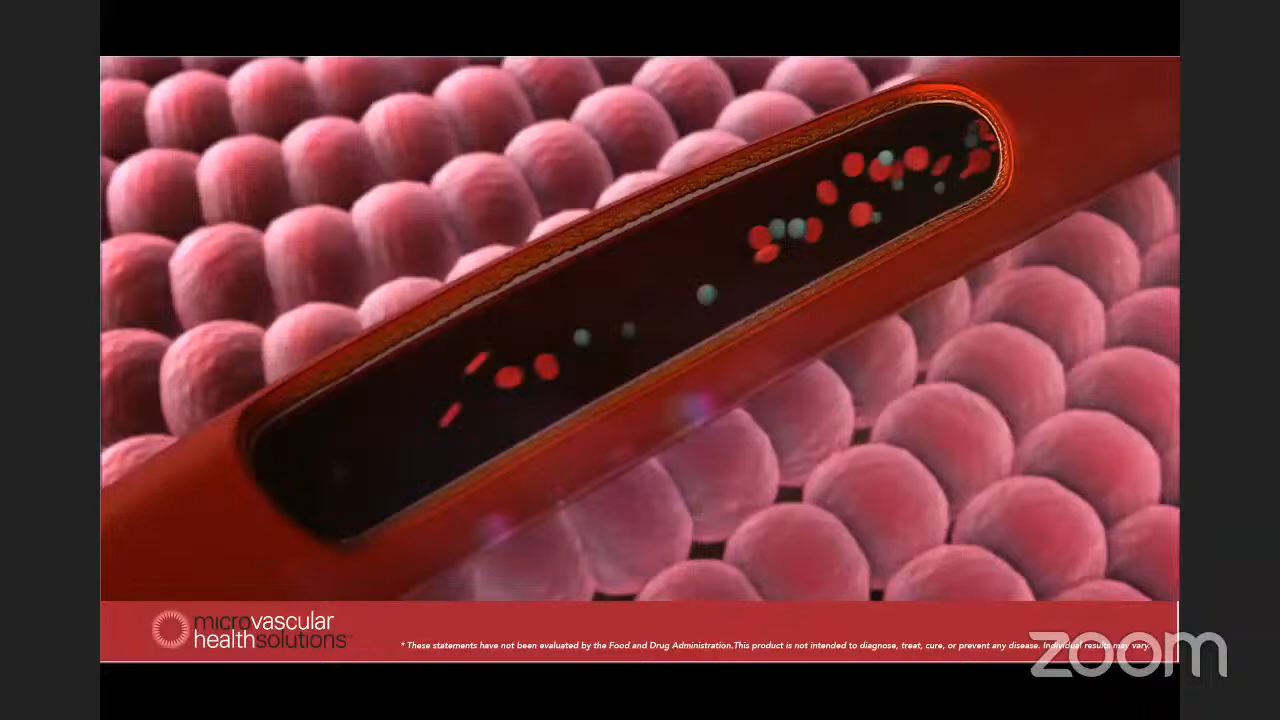 microvascular
healthsolutions™
* These statements have not been evaluated by the Food and Drug Administration.This product is not intended to diagnose, treat, cure, or prevent any disease. Individual results may vary.
zoom